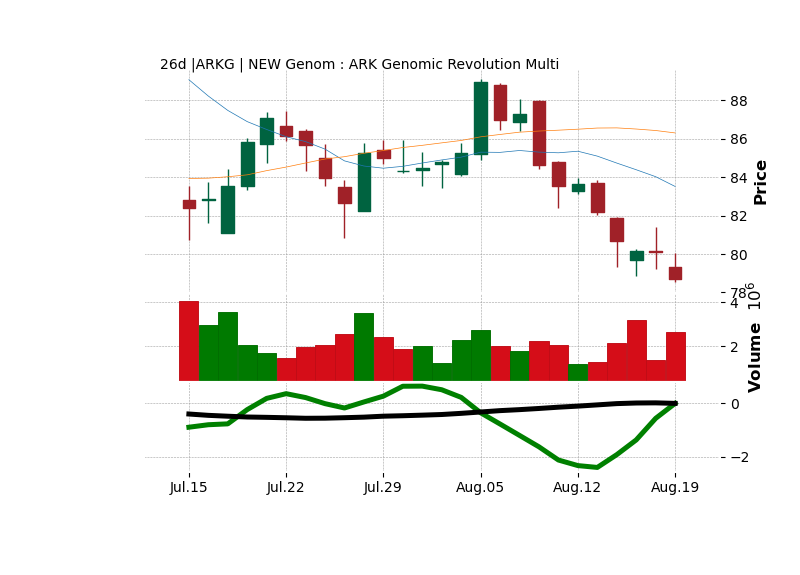 26d |ARKG | NEW Genom : ARK Genomic Revolution Multi
88
86
84
82
80
78
Price
10^6
4
2
Volume
0
−2
Jul.15 Jul.22 Jul.29 Aug.05 Aug.12 Aug.19